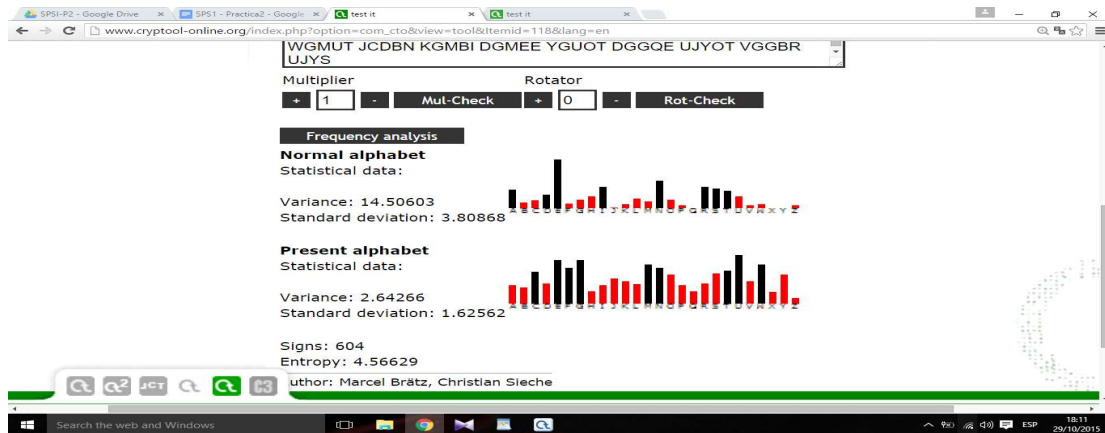 SPSI-P2 - Google Drive × SPS1 - Practica2 - Google × test it × test it ×
www.cryptool-online.org/index.php?option=com_cto&view=tool&Itemid=118&lang=en
WGMUT JCDBN KGMBI DGMEE YGUOT DGGQE UJYOT VGGBR
UJYS
Multiplier Rotator
+ 1 - Mul-Check + 0 - Rot-Check
Frequency analysis
Normal alphabet
Statistical data:
Variance: 14.50603
Standard deviation: 3.80868
A B C D E F G H I J K L M N O P Q R S T U V W X Y Z
Present alphabet
Statistical data:
Variance: 2.64266
Standard deviation: 1.62562
A B C D E F G H I J K L M N O P Q R S T U V W X Y Z
Signs: 604
Entropy: 4.56629
uthor: Marcel Brätz, Christian Sieche
JCT C3
Search the web and Windows ESP 18:11
29/10/2015